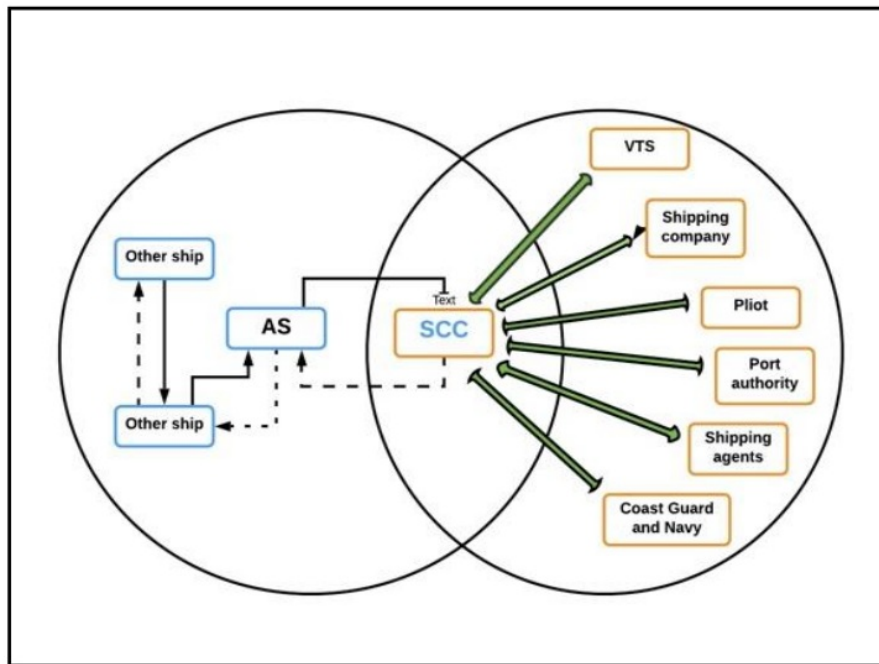 VTS
Shipping
company
Other ship
Text
Pliot
AS
SCC
Port
authority
Other ship
Shipping
agents
Coast Guard
and Navy